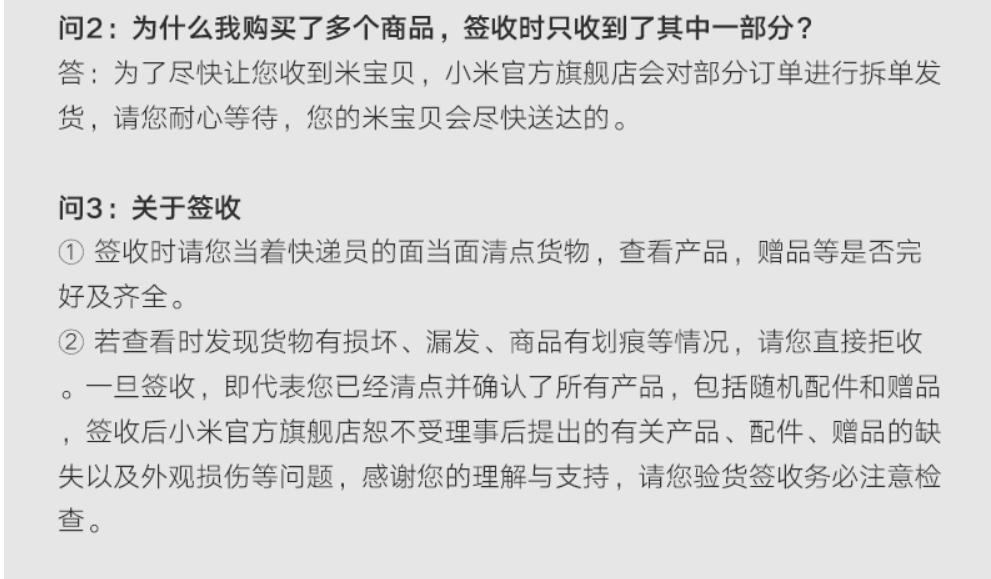 问2：为什么我购买了多个商品，签收时只收到了其中一部分？
答：为了尽快让您收到米宝贝，小米官方旗舰店会对部分订单进行拆单发
货，请您耐心等待，您的米宝贝会尽快送达的。
问3：关于签收
① 签收时请您当着快递员的面当面清点货物，查看产品，赠品等是否完
好及齐全。
② 若查看时发现货物有损坏、漏发、商品有划痕等情况，请您直接拒收
。一旦签收，即代表您已经清点并确认了所有产品，包括随机配件和赠品
，签收后小米官方旗舰店恕不受理事后提出的有关产品、配件、赠品的缺
失以及外观损伤等问题，感谢您的理解与支持，请您验货签收务必注意检
查。